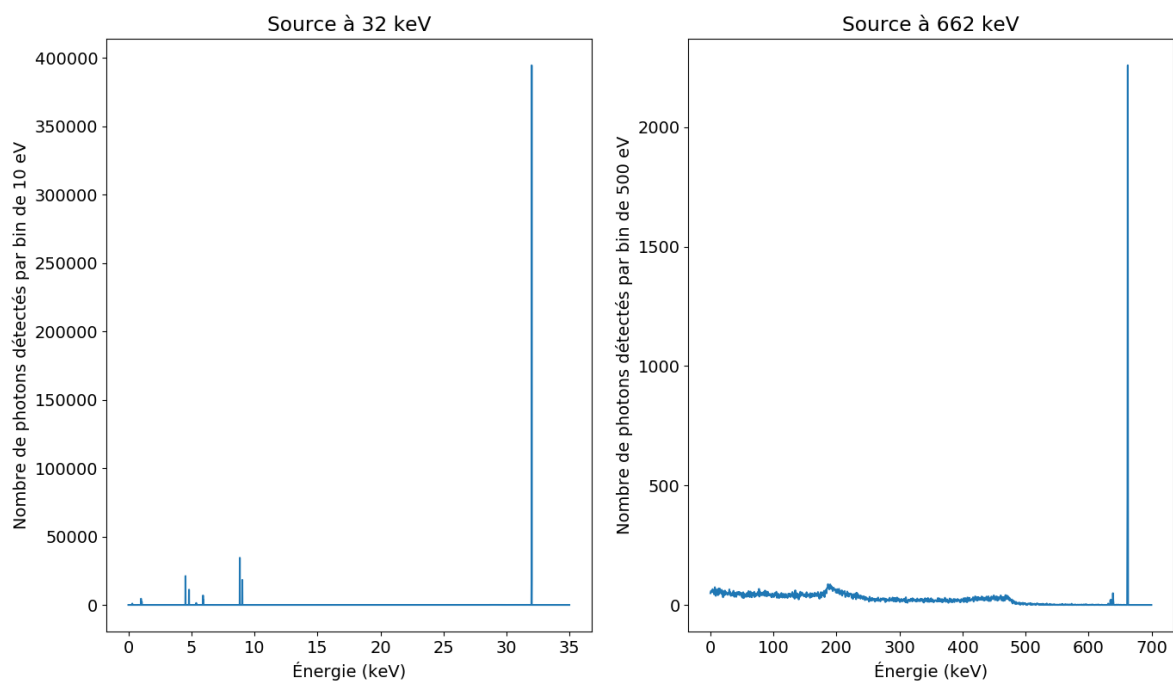 Source à 32 keV
Nombre de photons détectés par bin de 10 eV
400000
350000
300000
250000
200000
150000
100000
50000
0
0 5 10 15 20 25 30 35
Énergie (keV)
Source à 662 keV
Nombre de photons détectés par bin de 500 eV
2000
1500
1000
500
0
0 100 200 300 400 500 600 700
Énergie (keV)